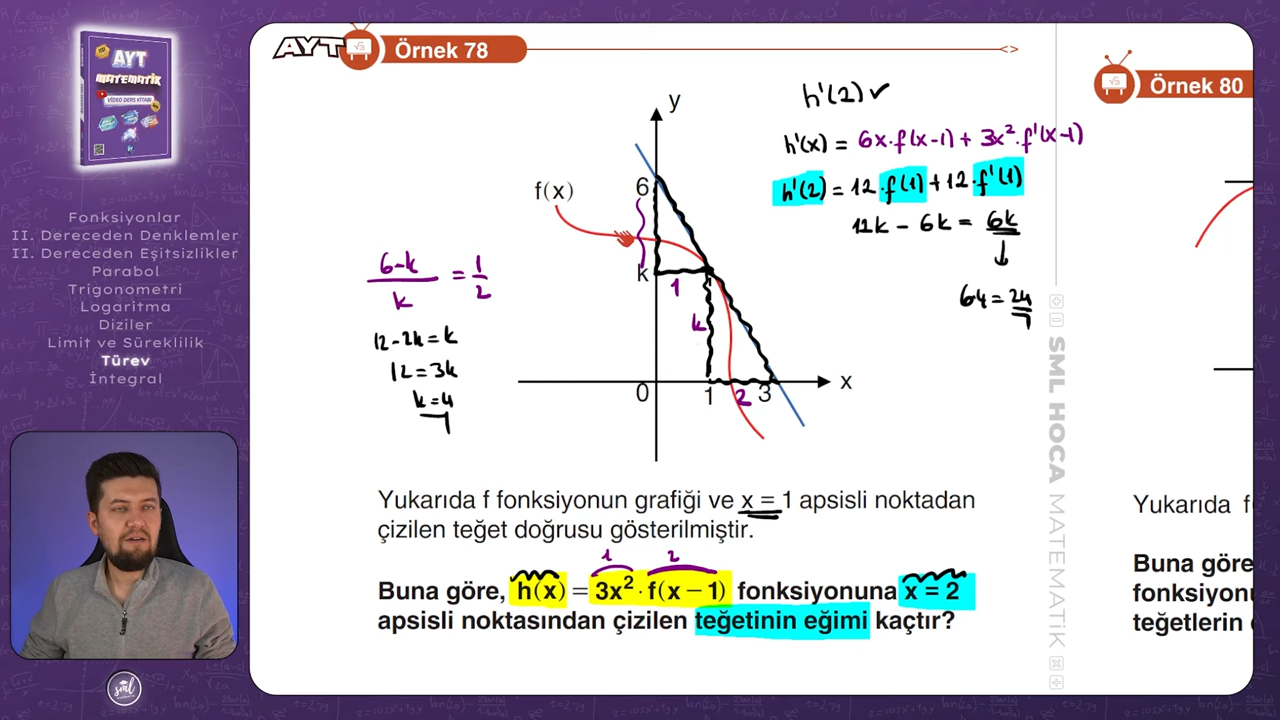 AYT
MATEMATİK
VİDEO DERS KİTABI
Fonksiyonlar
II. Dereceden Denklemler
II. Dereceden Eşitsizlikler
Parabol
Trigonometri
Logaritma
Diziler
Limit ve Süreklilik
Türev
İntegral
sml
AYT
Örnek 78
h'(2) ✓
h'(x) = 6x.f(x-1) + 3x².f'(x-1)
h'(2) = 12.f(1) + 12.f'(1)
12k - 6k = 6k
64 = 24
y
6
f(x)
k
1
k
0
1
2
3
x
6-k/k = 1/2
12-2k=k
12=3k
k=4
Yukarıda f fonksiyonun grafiği ve x = 1 apsisli noktadan
çizilen teğet doğrusu gösterilmiştir.
1 2
Buna göre, h(x) = 3x² · f(x − 1) fonksiyonuna x = 2
apsisli noktasından çizilen teğetinin eğimi kaçtır?
SML HOCA MATEMATİK
Örnek 80
Yukarıda f
Buna göre
fonksiyonu
teğetlerin